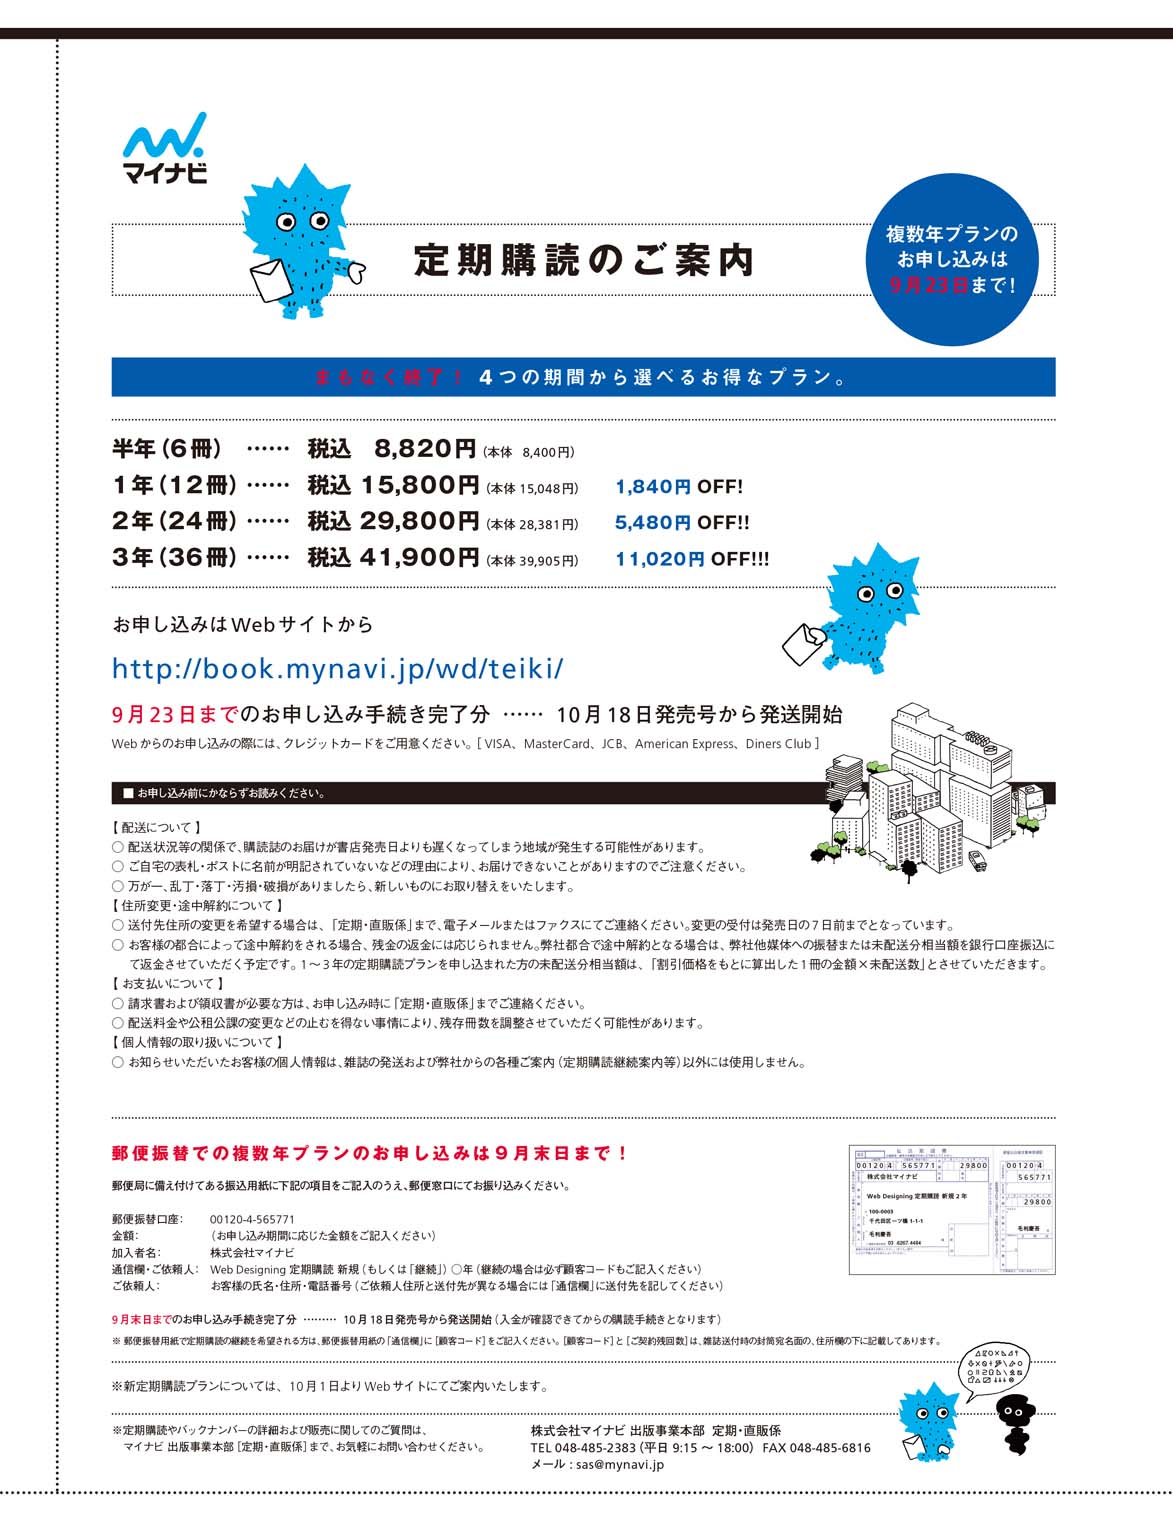 マイナビ
定期購読のご案内
複数年プランの
お申し込みは
9月23日まで！
まもなく終了！ 4つの期間から選べるお得なプラン。
半年（6冊） …… 税込 8,820円（本体 8,400円）
1年（12冊）…… 税込 15,800円（本体 15,048円） 1,840円 OFF!
2年（24冊）…… 税込 29,800円（本体 28,381円） 5,480円 OFF!!
3年（36冊）…… 税込 41,900円（本体 39,905円） 11,020円 OFF!!!
お申し込みはWebサイトから
http://book.mynavi.jp/wd/teiki/
9月23日までのお申し込み手続き完了分 …… 10月18日発売号から発送開始
Webからのお申し込みの際には、クレジットカードをご用意ください。［ VISA、MasterCard、JCB、American Express、Diners Club ］
■ お申し込み前にかならずお読みください。
【 配送について 】
○ 配送状況等の関係で、購読誌のお届けが書店発売日よりも遅くなってしまう地域が発生する可能性があります。
○ ご自宅の表札・ポストに名前が明記されていないなどの理由により、お届けできないことがありますのでご注意ください。
○ 万が一、乱丁・落丁・汚損・破損がありましたら、新しいものにお取り替えをいたします。
【 住所変更・途中解約について 】
○ 送付先住所の変更を希望する場合は、「定期・直販係」まで、電子メールまたはファクスにてご連絡ください。変更の受付は発売日の7日前までとなっています。
○ お客様の都合によって途中解約をされる場合、残金の返金には応じられません。弊社都合で途中解約となる場合は、弊社他媒体への振替または未配送分相当額を銀行口座振込に
て返金させていただく予定です。1～3年の定期購読プランを申し込まれた方の未配送分相当額は、「割引価格をもとに算出した1冊の金額×未配送数」とさせていただきます。
【 お支払いについて 】
○ 請求書および領収書が必要な方は、お申し込み時に「定期・直販係」までご連絡ください。
○ 配送料金や公租公課の変更などの止むを得ない事情により、残存冊数を調整させていただく可能性があります。
【 個人情報の取り扱いについて 】
○ お知らせいただいたお客様の個人情報は、雑誌の発送および弊社からの各種ご案内（定期購読継続案内等）以外には使用しません。
郵便振替での複数年プランのお申し込みは9月末日まで！
郵便局に備え付けてある振込用紙に下記の項目をご記入のうえ、郵便窓口にてお振り込みください。
郵便振替口座： 00120-4-565771
金額： （お申し込み期間に応じた金額をご記入ください）
加入者名： 株式会社マイナビ
通信欄・ご依頼人： Web Designing 定期購読 新規（もしくは「継続」）○年（継続の場合は必ず顧客コードもご記入ください）
ご依頼人： お客様の氏名・住所・電話番号（ご依頼人住所と送付先が異なる場合には「通信欄」に送付先を記してください）
9月末日までのお申し込み手続き完了分 ……… 10月18日発売号から発送開始（入金が確認できてからの購読手続きとなります）
※ 郵便振替用紙で定期購読の継続を希望される方は、郵便振替用紙の「通信欄」に［顧客コード］をご記入ください。［顧客コード］と［ご契約残回数］は、雑誌送付時の封筒宛名面の、住所欄の下に記載してあります。
払込取扱票
00120 4 565771 29800
株式会社マイナビ
Web Designing 定期購読 新規 2年
100-0003
千代田区一ツ橋 1-1-1
毛利慶吾
03 6267 4484
00120 4
565771
29800
毛利慶吾
※新定期購読プランについては、10月1日よりWebサイトにてご案内いたします。
※定期購読やバックナンバーの詳細および販売に関してのご質問は、
マイナビ 出版事業本部［定期・直販係］まで、お気軽にお問い合わせください。
株式会社マイナビ 出版事業本部 定期・直販係
TEL 048-485-2383（平日 9:15 ～ 18:00） FAX 048-485-6816
メール：sas@mynavi.jp